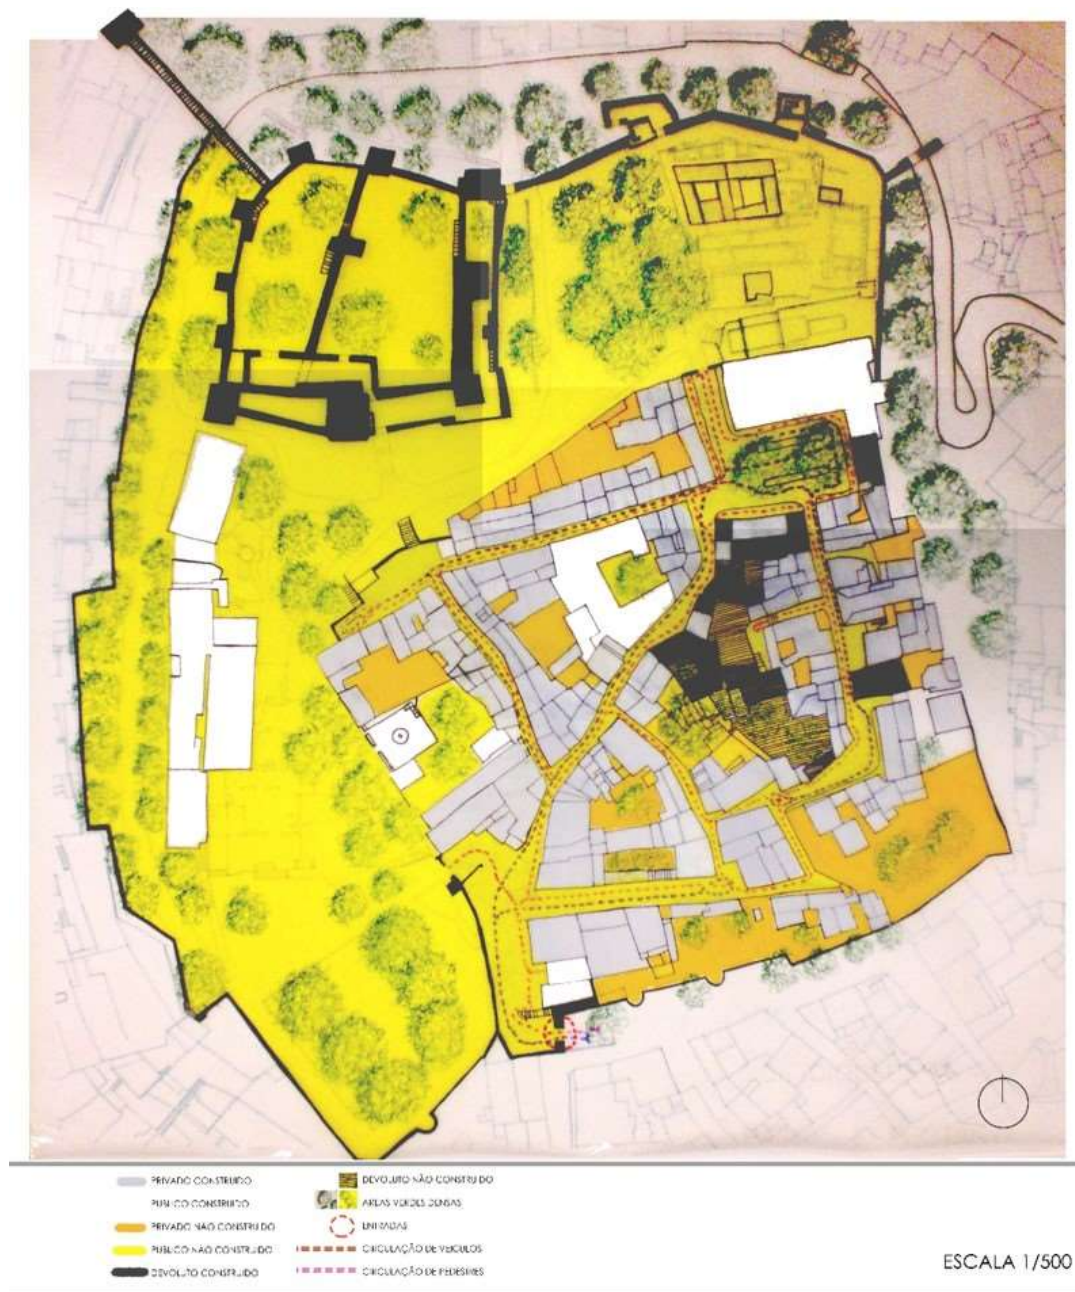 PRIVADO CONSTRUIDO
PUBLICO CONSTRUIDO
PRIVADO NÃO CONSTRUIDO
PUBLICO NÃO CONSTRUIDO
DEVOLUTO CONSTRUIDO
DEVOLUTO NÃO CONSTRUIDO
AREAS VERDES DENSAS
ENTRADAS
CIRCULAÇÃO DE VEICULOS
CIRCULAÇÃO DE PEDESTRES
ESCALA 1/500